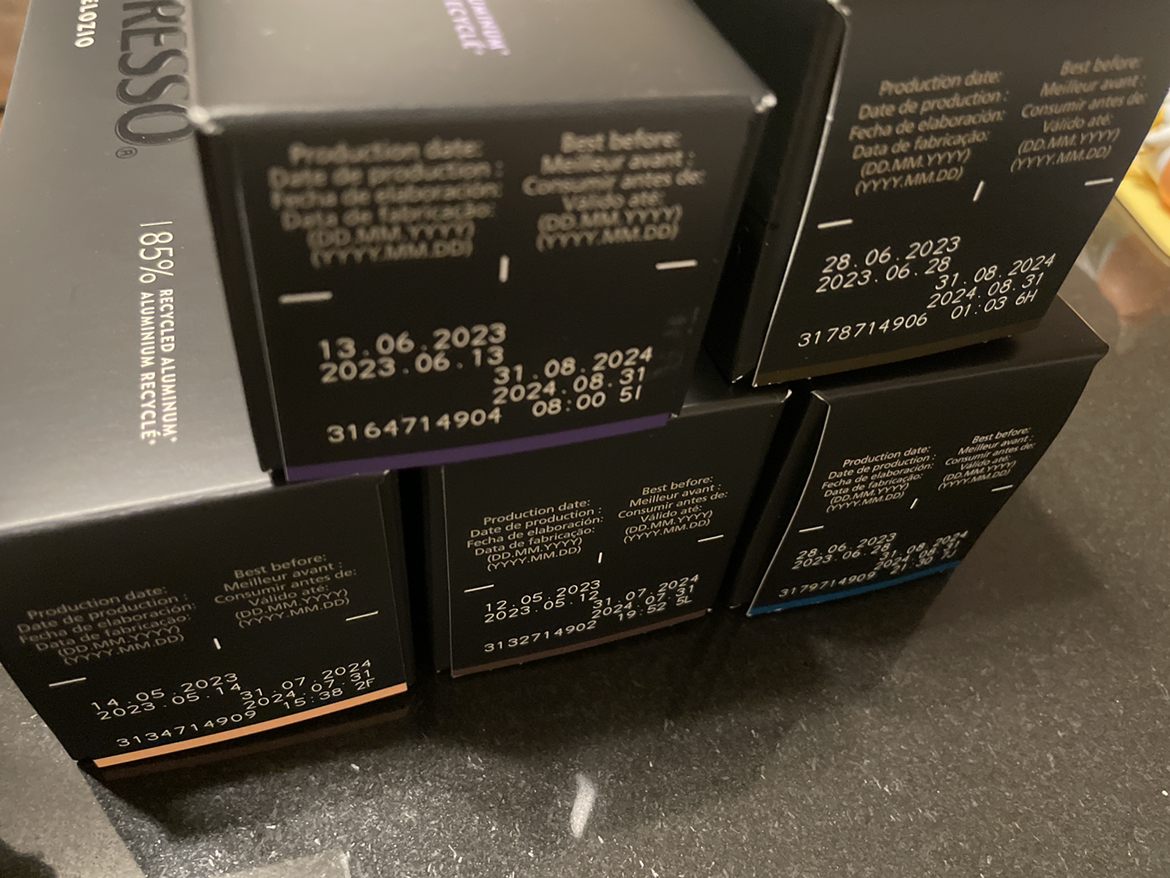 ELOZIO
RESSO®
85% RECYCLED ALUMINUM*
ALUMINIUM RECYCLÉ*
UMINIUM*
ECYCLÉ*
Production date:
Date de production :
Fecha de elaboración:
Data de fabricação:
(DD.MM.YYYY)
(YYYY.MM.DD)
Best before:
Meilleur avant :
Consumir antes de:
Válido até:
(DD.MM.YYYY)
(YYYY.MM.DD)
13.06.2023
2023.06.13
31.08.2024
2024.08.31
3164714904 08:00 5I
Production date:
Date de production :
Fecha de elaboración:
Data de fabricação:
(DD.MM.YYYY)
(YYYY.MM.DD)
Best before:
Meilleur avant :
Consumir antes de:
Válido até:
(DD.MM.YYYY)
(YYYY.MM.DD)
28.06.2023
2023.06.28
31.08.2024
2024.08.31
3178714906 01:03 6H
Production date:
Date de production :
Fecha de elaboración:
Data de fabricação:
(DD.MM.YYYY)
(YYYY.MM.DD)
Best before:
Meilleur avant :
Consumir antes de:
Válido até:
(DD.MM.YYYY)
(YYYY.MM.DD)
14.05.2023
2023.05.14
31.07.2024
2024.07.31
3134714909 15:38 2F
Production date:
Date de production :
Fecha de elaboración:
Data de fabricação:
(DD.MM.YYYY)
(YYYY.MM.DD)
Best before:
Meilleur avant :
Consumir antes de:
Válido até:
(DD.MM.YYYY)
(YYYY.MM.DD)
12.05.2023
2023.05.12
31.07.2024
2024.07.31
3132714902 19:52 5L
Production date:
Date de production :
Fecha de elaboración:
Data de fabricação:
(DD.MM.YYYY)
(YYYY.MM.DD)
Best before:
Meilleur avant :
Consumir antes de:
Válido até:
(DD.MM.YYYY)
(YYYY.MM.DD)
28.06.2023
2023.06.28
31.08.2024
2024.08.31
3179714909